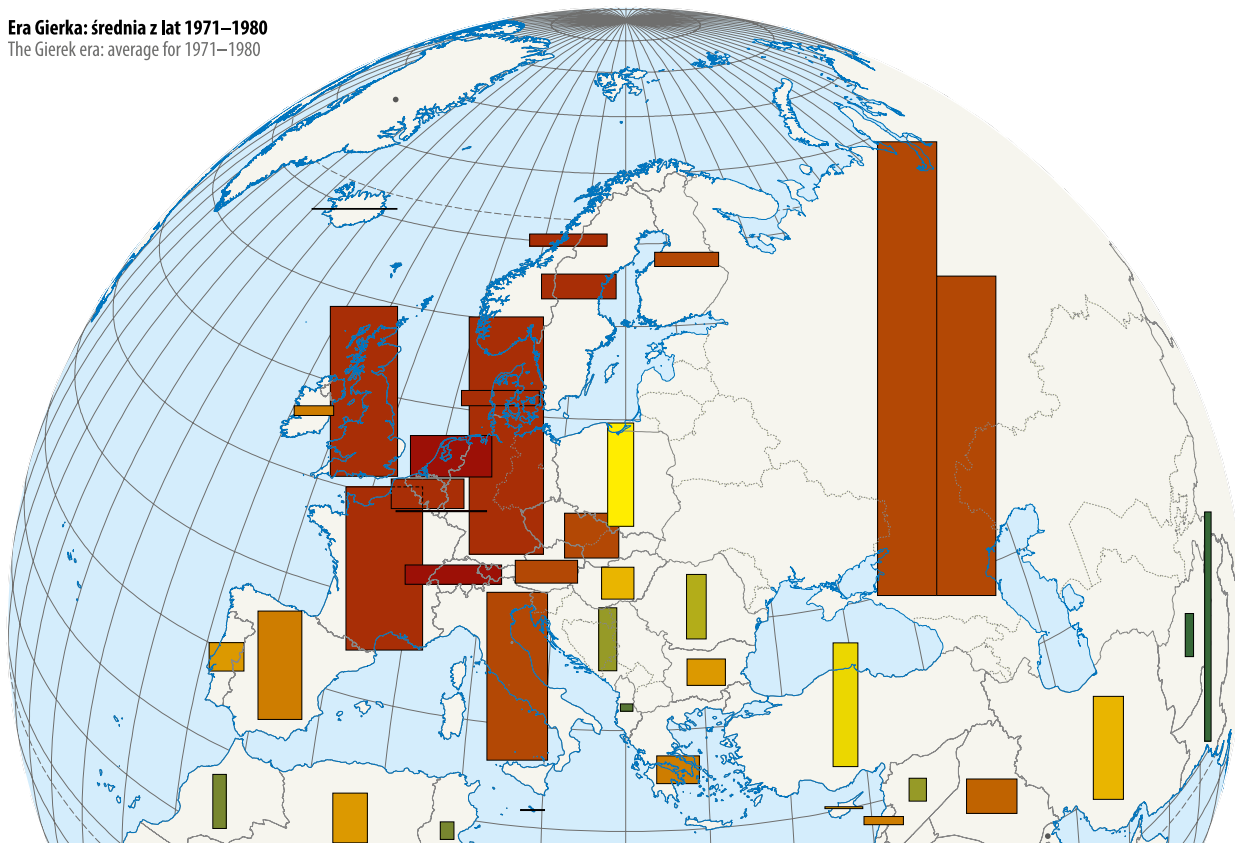 Era Gierka: średnia z lat 1971–1980
The Gierek era: average for 1971–1980